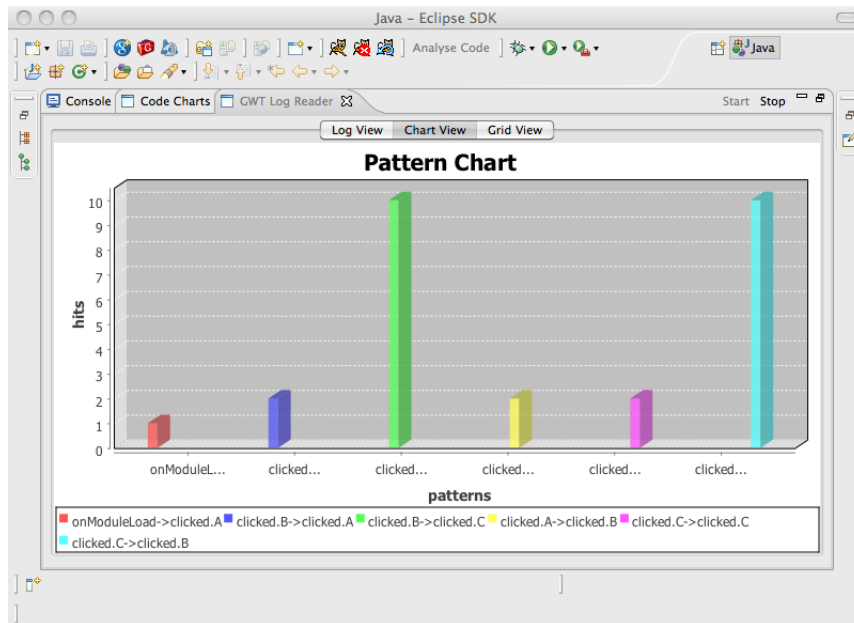 Java – Eclipse SDK
Analyse Code
Java
Console Code Charts GWT Log Reader Start Stop
Log View Chart View Grid View
Pattern Chart
10
9
8
7
6
5
4
3
2
1
0
hits
onModuleL... clicked... clicked... clicked... clicked... clicked...
patterns
onModuleLoad->clicked.A clicked.B->clicked.A clicked.B->clicked.C clicked.A->clicked.B clicked.C->clicked.C
clicked.C->clicked.B